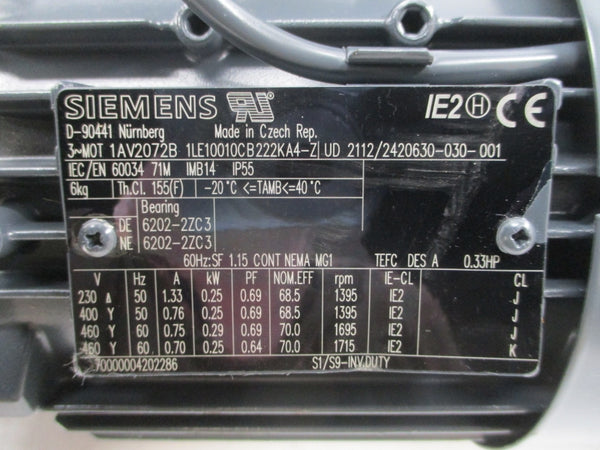 SIEMENS RU IE2 H CE
D-90441 Nürnberg Made in Czech Rep.
3~MOT 1AV2072B 1LE10010CB222KA4-Z UD 2112/2420630-030-001
IEC/EN 60034 71M IMB14 IP55
6kg Th.Cl. 155(F) -20°C <=TAMB<=40°C
Bearing
DE 6202-2ZC3
NE 6202-2ZC3
60Hz:SF 1.15 CONT NEMA MG1 TEFC DES A 0.33HP
V Hz A kW PF NOM.EFF rpm IE-CL CL
230 Δ 50 1.33 0.25 0.69 68.5 1395 IE2 J
400 Y 50 0.76 0.25 0.69 68.5 1395 IE2 J
460 Y 60 0.75 0.29 0.69 70.0 1695 IE2 J
460 Y 60 0.70 0.25 0.64 70.0 1715 IE2 K
70000004202286 S1/S9-INV.DUTY